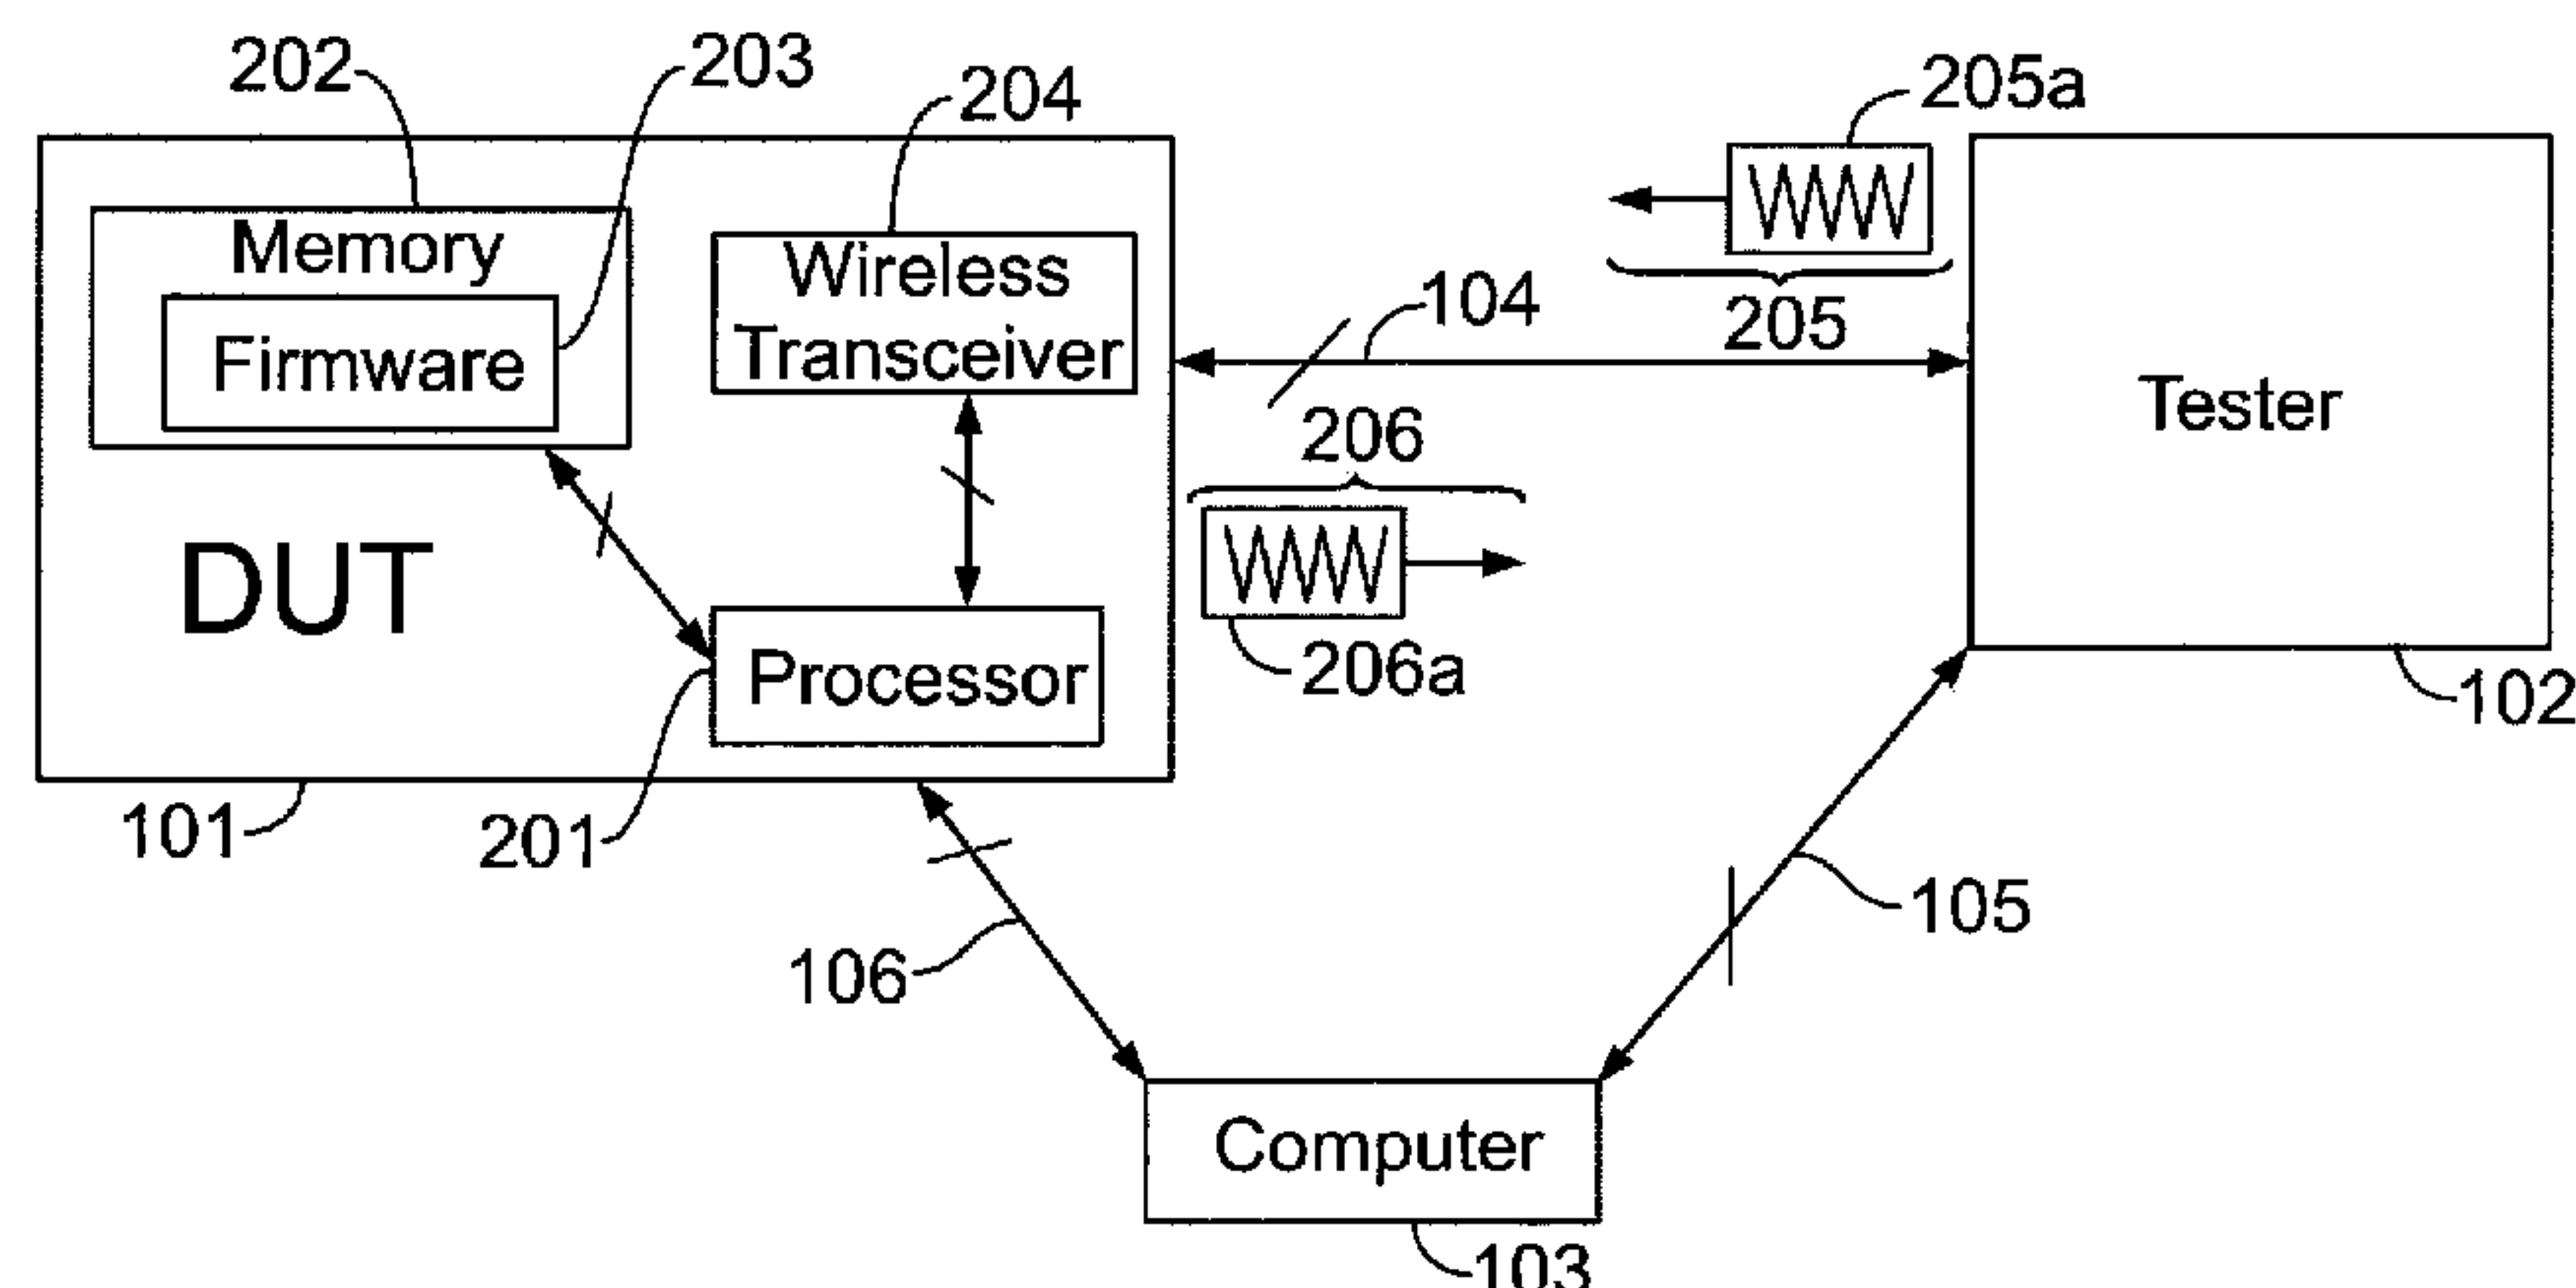 202
203
204
205a
Memory
Wireless
Transceiver
Firmware
104
205
Tester
206
DUT
Processor
206a
102
101
201
105
106
Computer
103